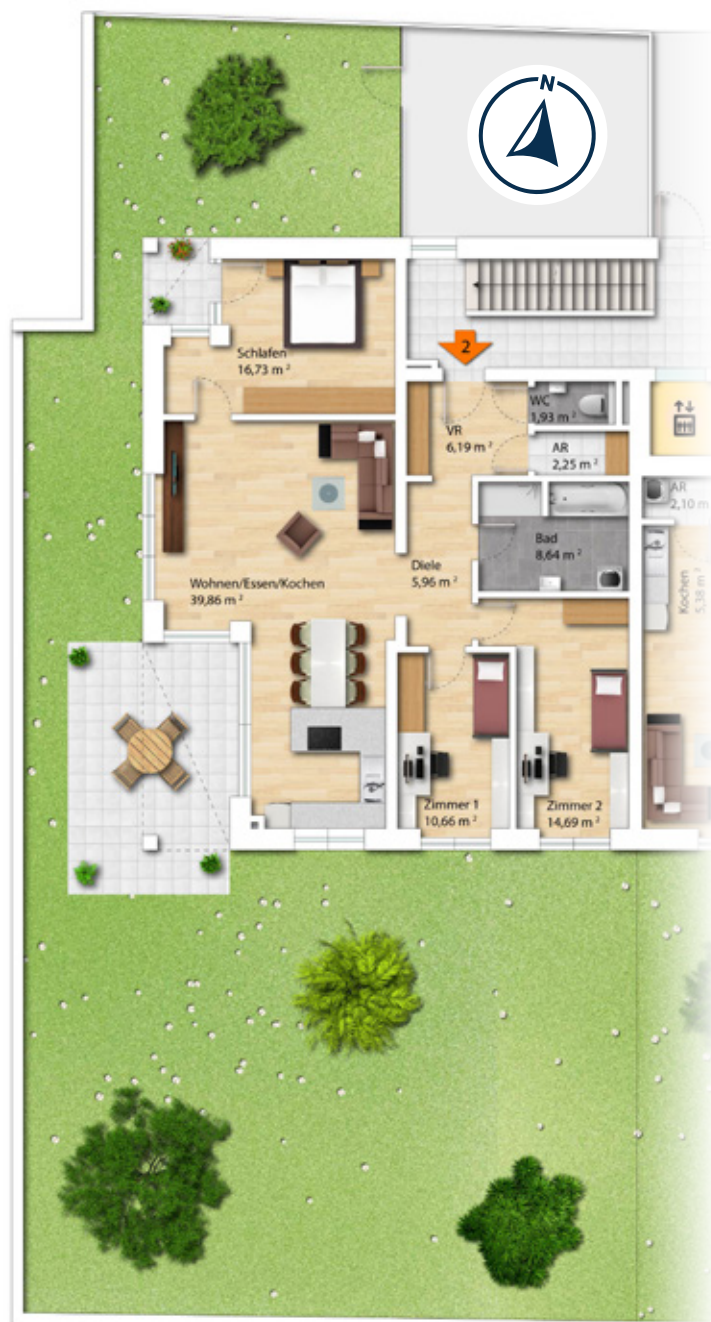 N
2
Schlafen
16,73 m²
WC
1,93 m²
VR
6,19 m²
AR
2,25 m²
AR
2,10 m
Bad
8,64 m²
Diele
5,96 m²
Wohnen/Essen/Kochen
39,86 m²
Kochen
5,38 m²
Zimmer 1
10,66 m²
Zimmer 2
14,69 m²